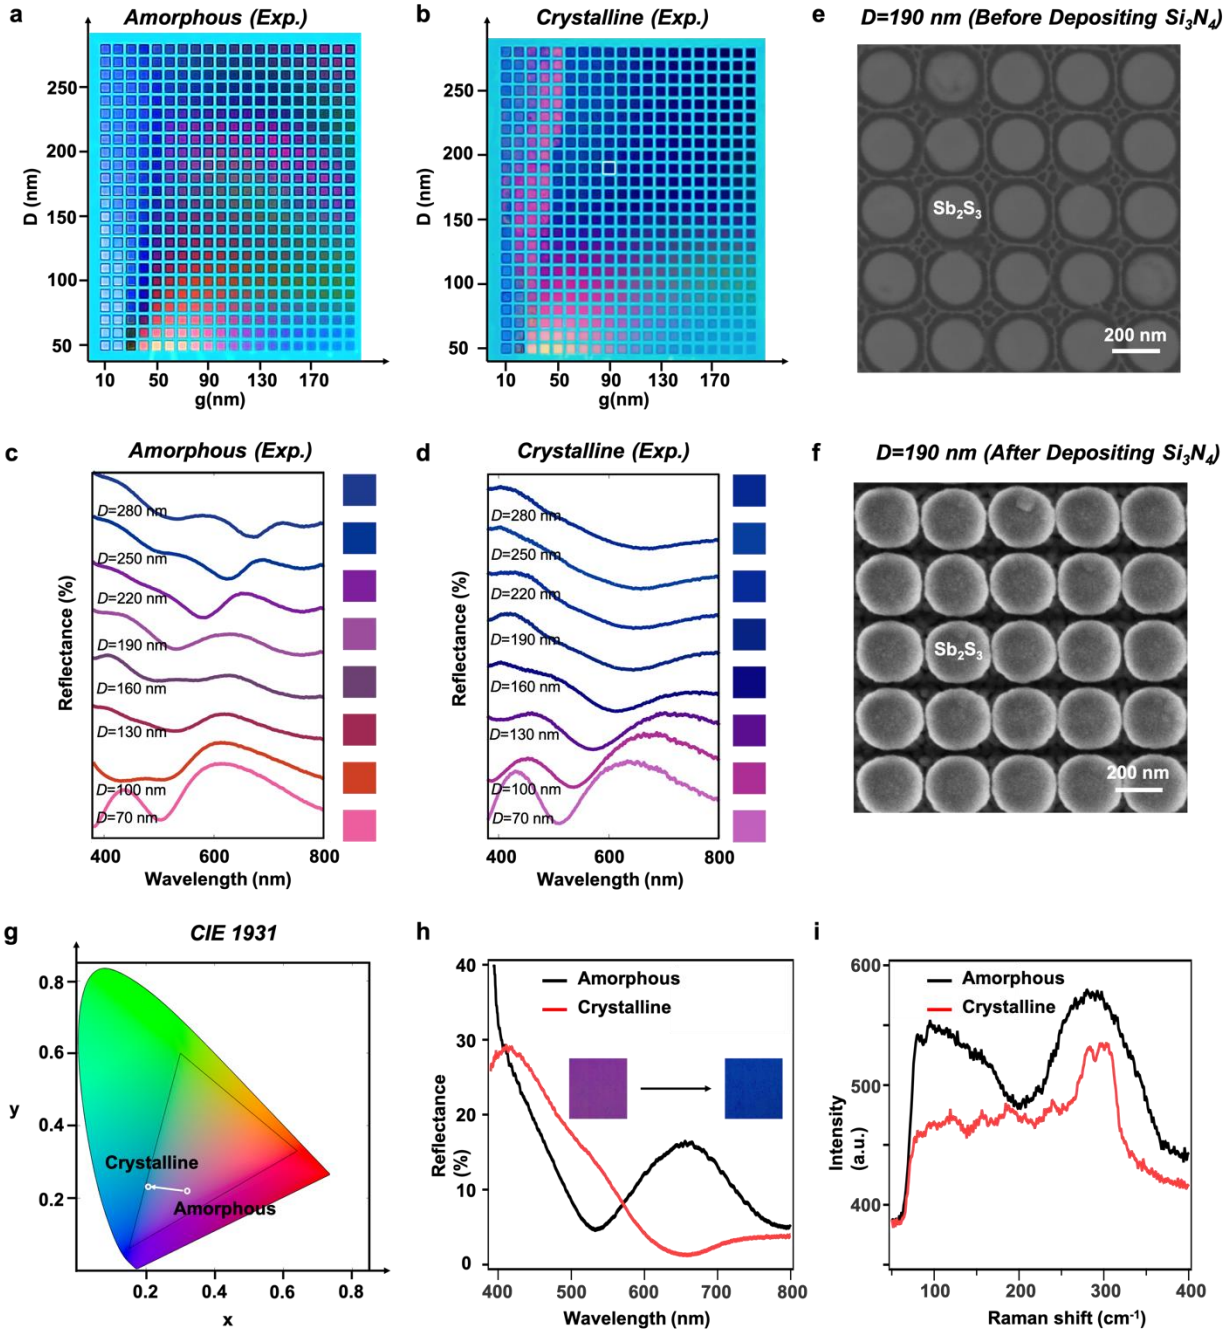 a
Amorphous (Exp.)
D (nm)
250
200
150
100
50
10
50
90
130
170
g(nm)
b
Crystalline (Exp.)
D (nm)
250
200
150
100
50
10
50
90
130
170
g(nm)
e
D=190 nm (Before Depositing Si₃N₄)
Sb₂S₃
200 nm
c
Amorphous (Exp.)
Reflectance (%)
D=280 nm
D=250 nm
D=220 nm
D=190 nm
D=160 nm
D=130 nm
D=100 nm
D=70 nm
400
600
800
Wavelength (nm)
d
Crystalline (Exp.)
Reflectance (%)
D=280 nm
D=250 nm
D=220 nm
D=190 nm
D=160 nm
D=130 nm
D=100 nm
D=70 nm
400
600
800
Wavelength (nm)
f
D=190 nm (After Depositing Si₃N₄)
Sb₂S₃
200 nm
g
CIE 1931
y
0.8
0.6
0.4
0.2
Crystalline
Amorphous
0.2
0.4
0.6
0.8
x
h
Reflectance
(%)
40
30
20
10
0
Amorphous
Crystalline
400
500
600
700
800
Wavelength (nm)
i
Intensity
(a.u.)
600
500
400
Amorphous
Crystalline
100
200
300
400
Raman shift (cm⁻¹)